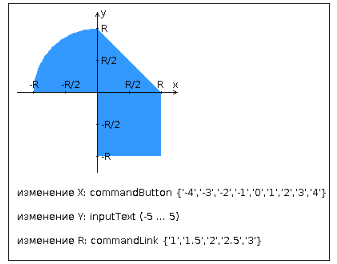 y
R
R/2
-R
-R/2
R/2
R
x
-R/2
-R
изменение X: commandButton {'-4','-3','-2','-1','0','1','2','3','4'}
изменение Y: inputText (-5 ... 5)
изменение R: commandLink {'1','1.5','2','2.5','3'}